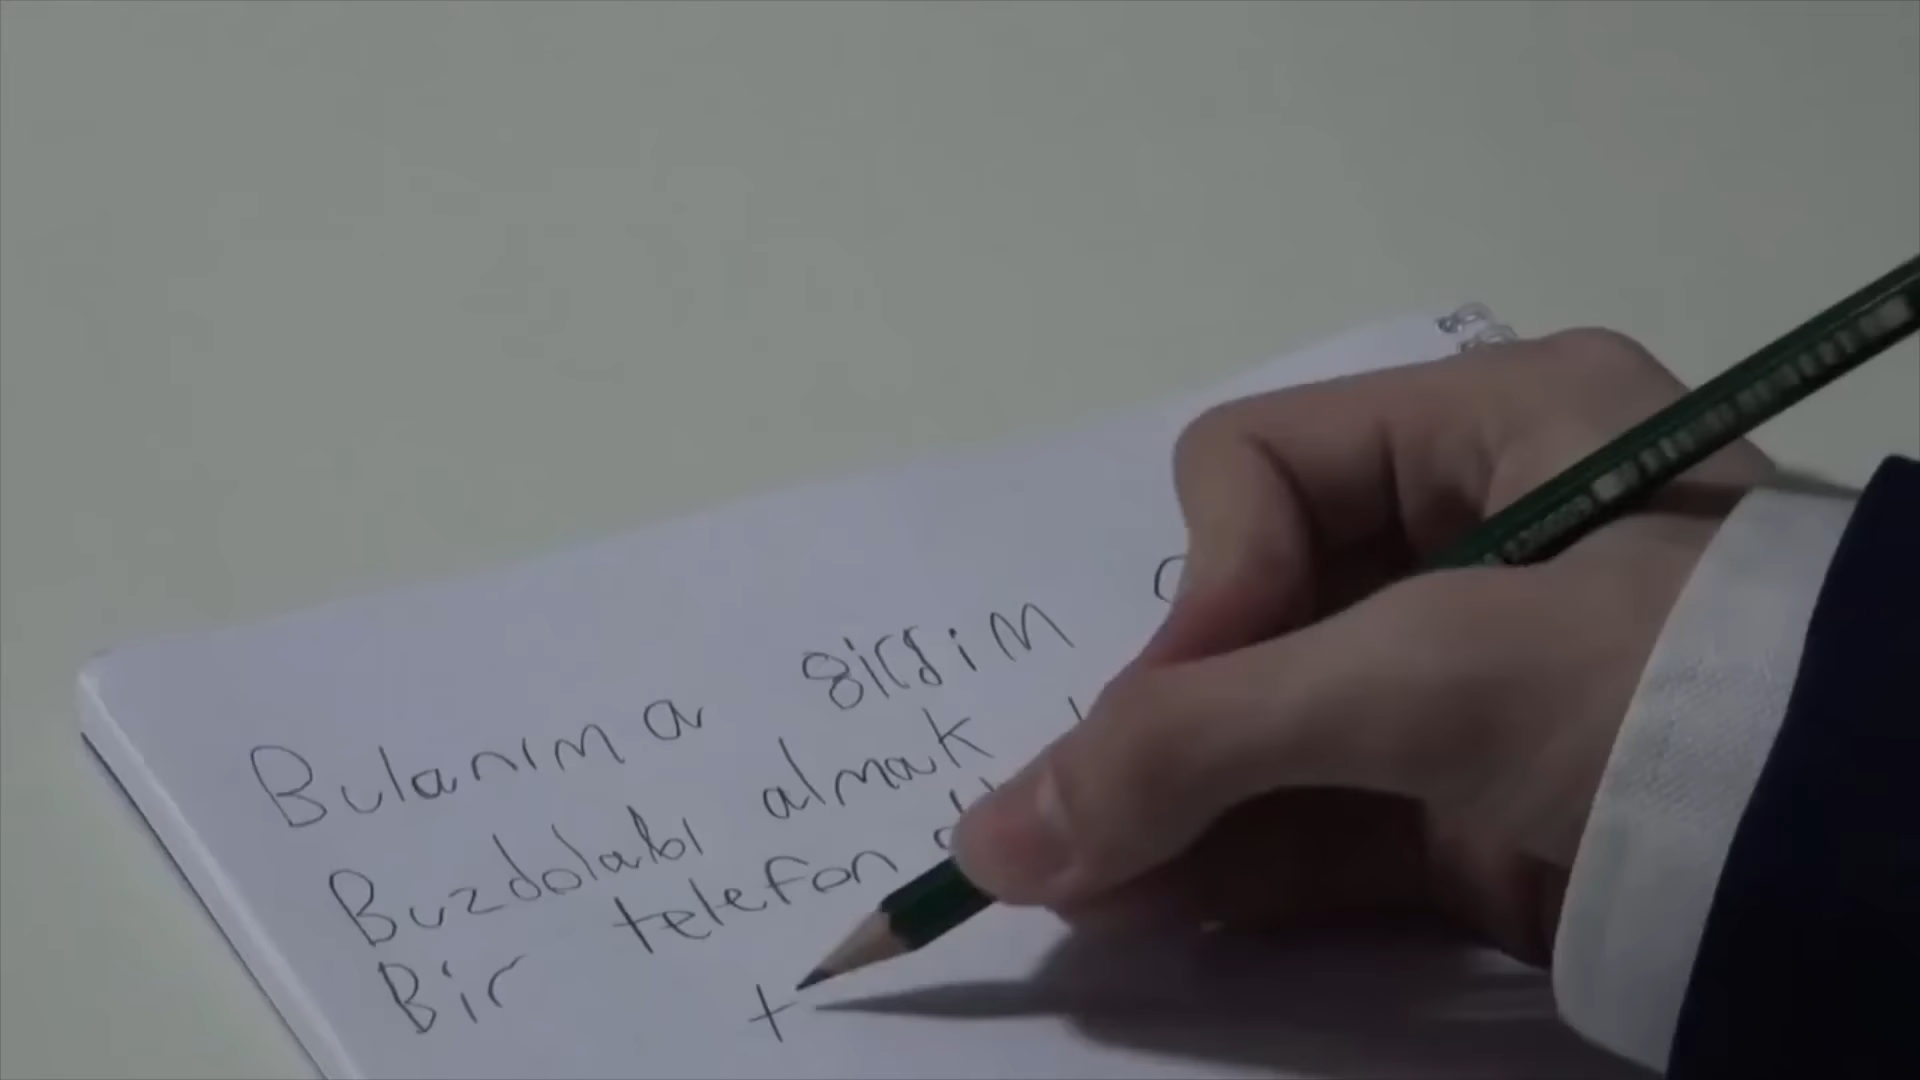 Bulanıma girdim
Buzdolabı almak
Bir telefon
t